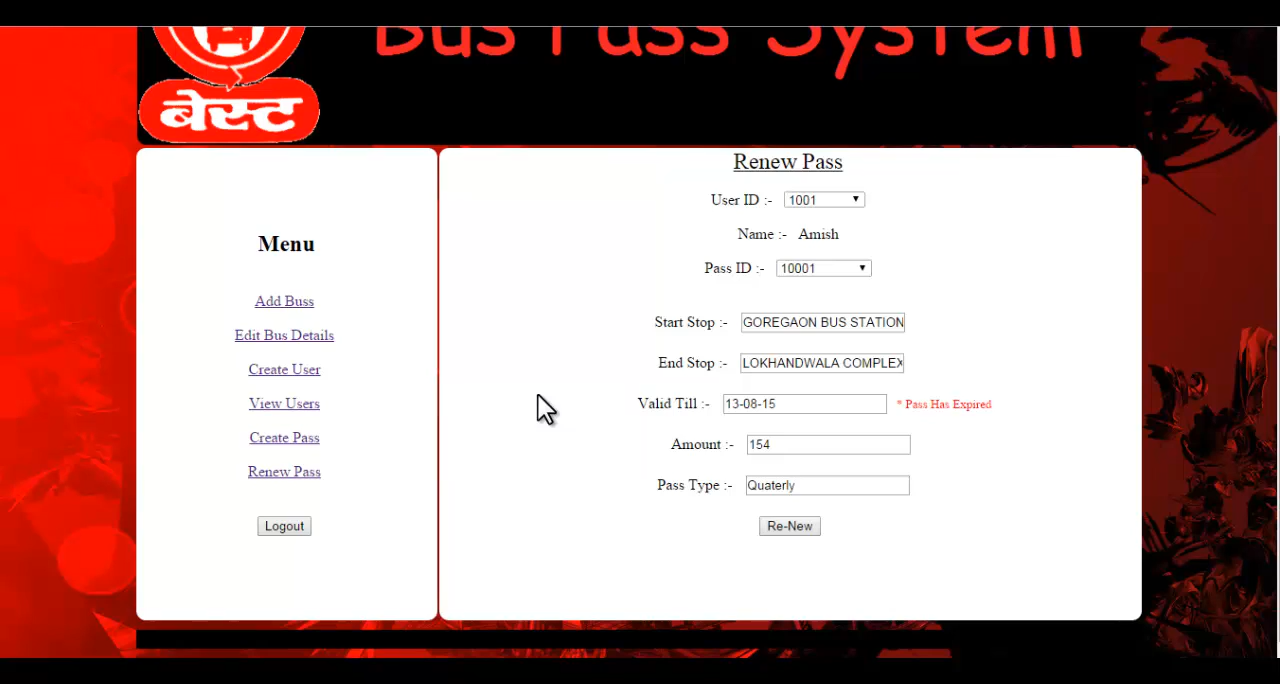 Bus Pass System
बेस्ट
Menu
Add Buss
Edit Bus Details
Create User
View Users
Create Pass
Renew Pass
Logout
Renew Pass
User ID :- 1001
Name :- Amish
Pass ID :- 10001
Start Stop :- GOREGAON BUS STATION
End Stop :- LOKHANDWALA COMPLEX
Valid Till :- 13-08-15 * Pass Has Expired
Amount :- 154
Pass Type :- Quaterly
Re-New